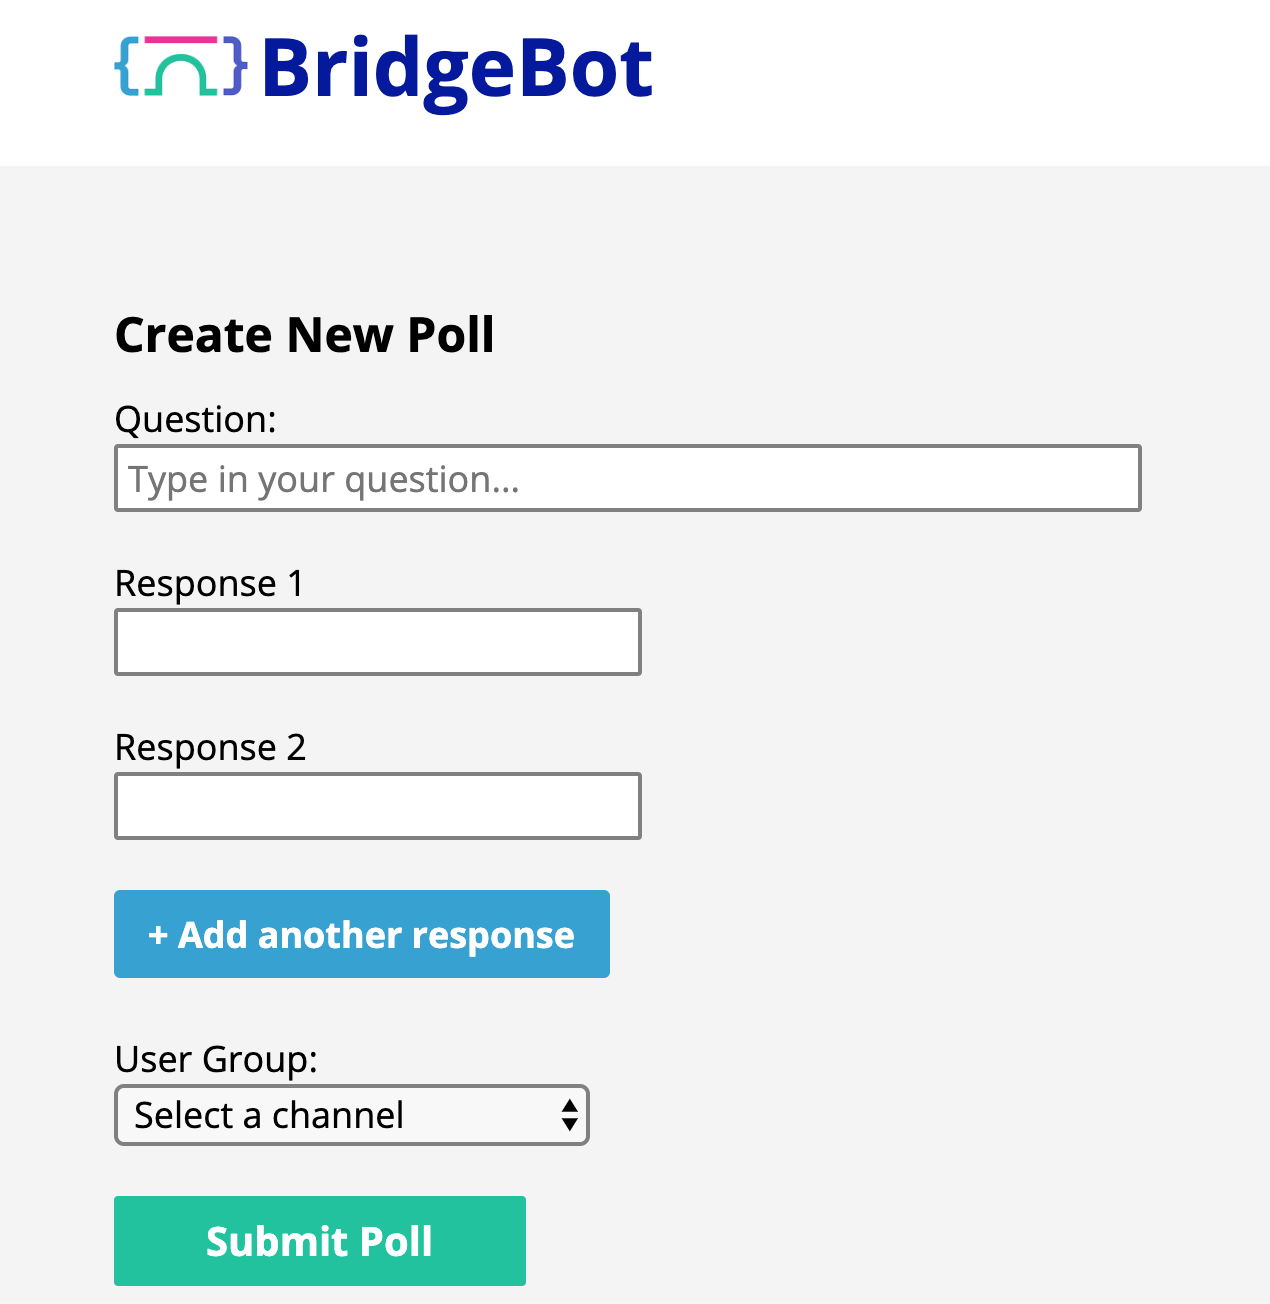 BridgeBot
Create New Poll
Question:
Type in your question...
Response 1
Response 2
+ Add another response
User Group:
Select a channel
Submit Poll